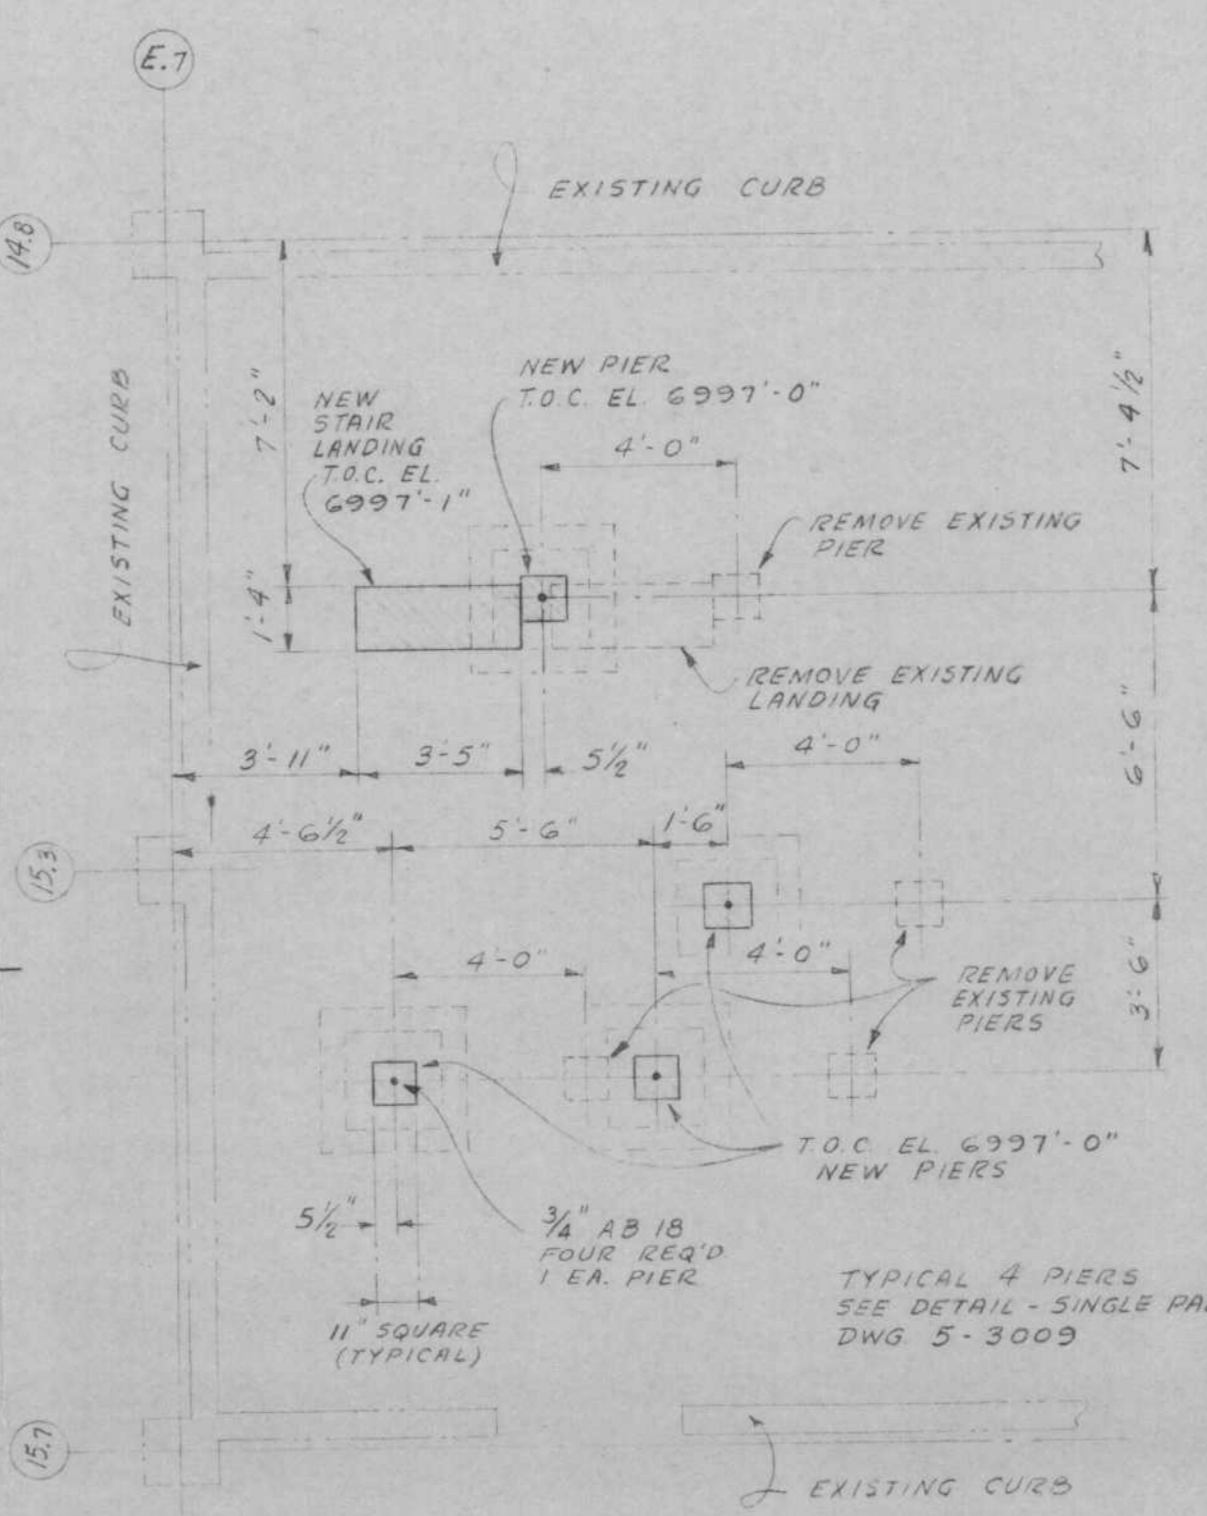 E.7
EXISTING CURB
14.8
7'-2"
EXISTING CURB
NEW
STAIR
LANDING
T.O.C. EL.
6997'-1"
NEW PIER
T.O.C. EL. 6997'-0"
4'-0"
7'-4½"
REMOVE EXISTING
PIER
1'-4"
REMOVE EXISTING
LANDING
3'-11"
3'-5"
5½"
4'-0"
6'-6"
4'-6½"
5'-6"
1'-6"
15.3
4'-0"
4'-0"
REMOVE
EXISTING
PIERS
3'-6"
T.O.C. EL. 6997'-0"
NEW PIERS
5½"
¾" AB 18
FOUR REQ'D
1 EA. PIER
11" SQUARE
(TYPICAL)
TYPICAL 4 PIERS
SEE DETAIL - SINGLE
DWG 5-3009
15.7
EXISTING CURB